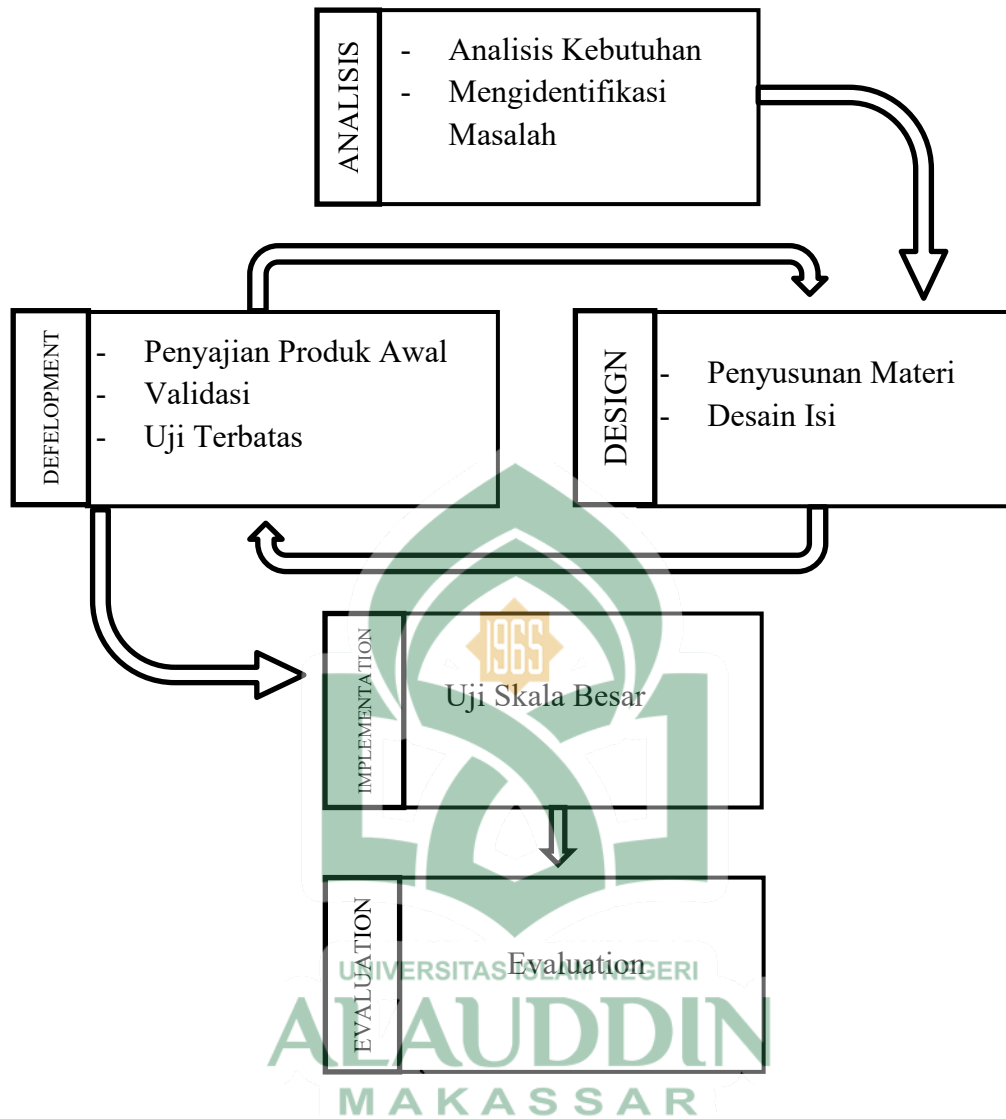 ANALISIS
- Analisis Kebutuhan
- Mengidentifikasi
Masalah
DEFELOPMENT
- Penyajian Produk Awal
- Validasi
- Uji Terbatas
DESIGN
- Penyusunan Materi
- Desain Isi
1965
IMPLEMENTATION
Uji Skala Besar
EVALUATION
Evaluation
UNIVERSITAS ISLAM NEGERI
ALAUDDIN
MAKASSAR